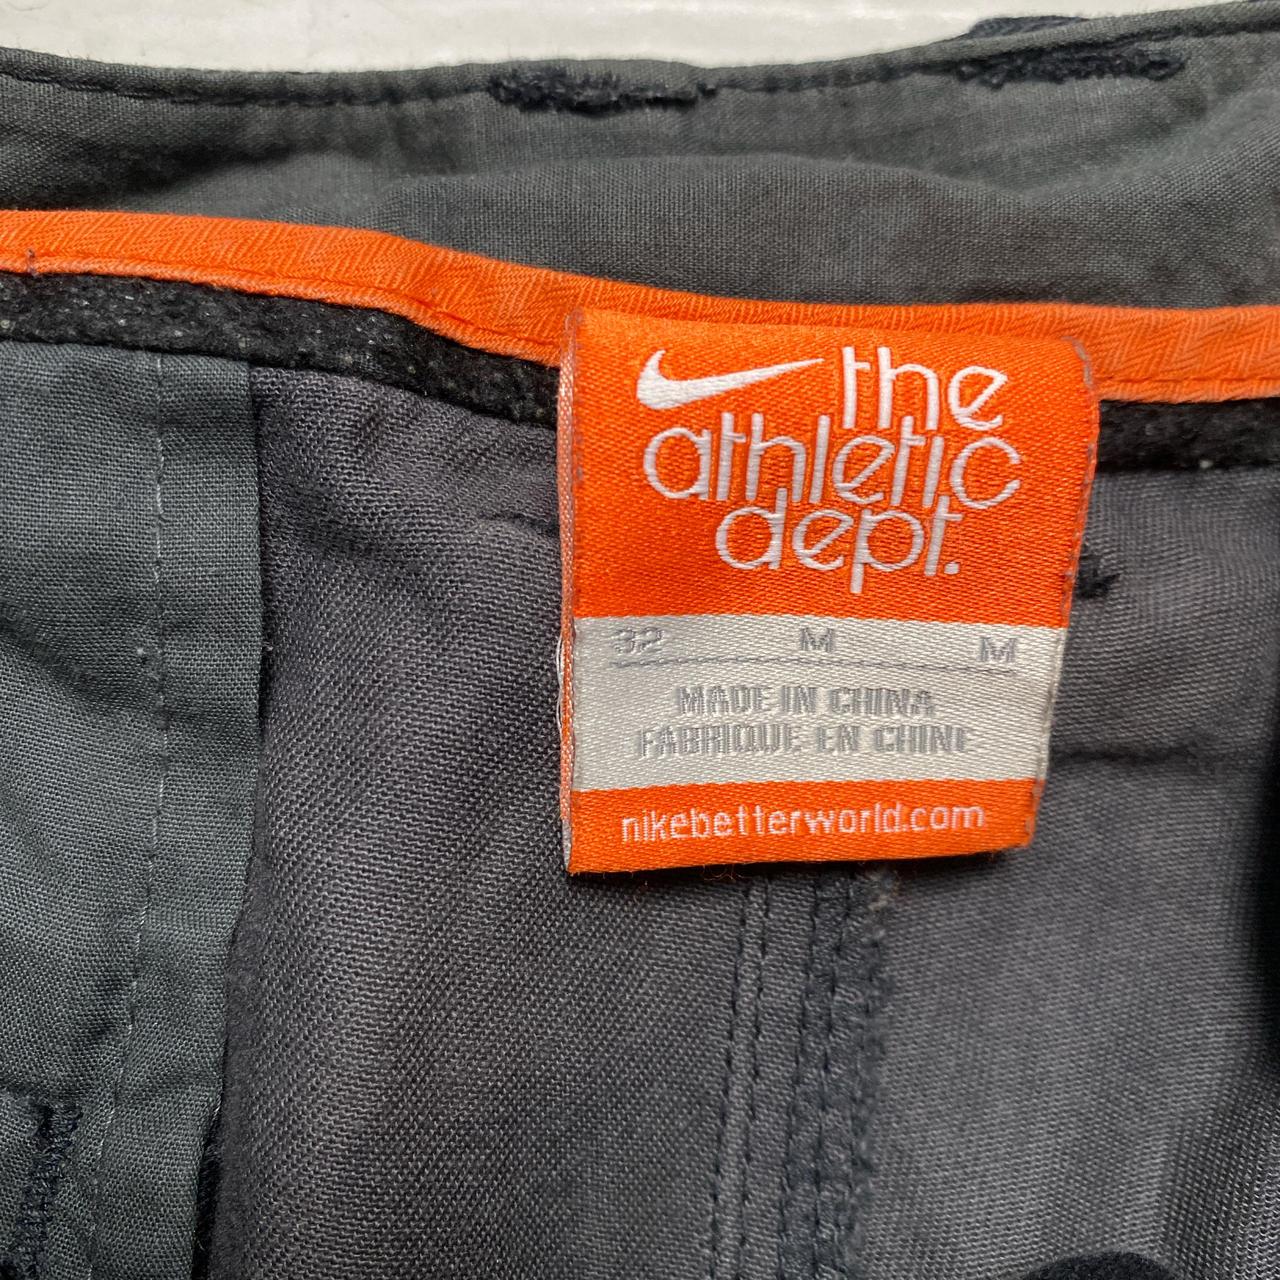 the
athletic
dept.
32 M M
MADE IN CHINA
FABRIQUE EN CHINE
nikebetterworld.com